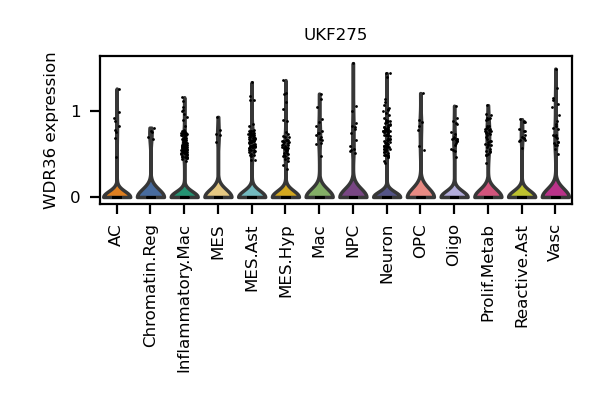 UKF275
WDR36 expression
1
0
AC
Chromatin.Reg
Inflammatory.Mac
MES
MES.Ast
MES.Hyp
Mac
NPC
Neuron
OPC
Oligo
Prolif.Metab
Reactive.Ast
Vasc